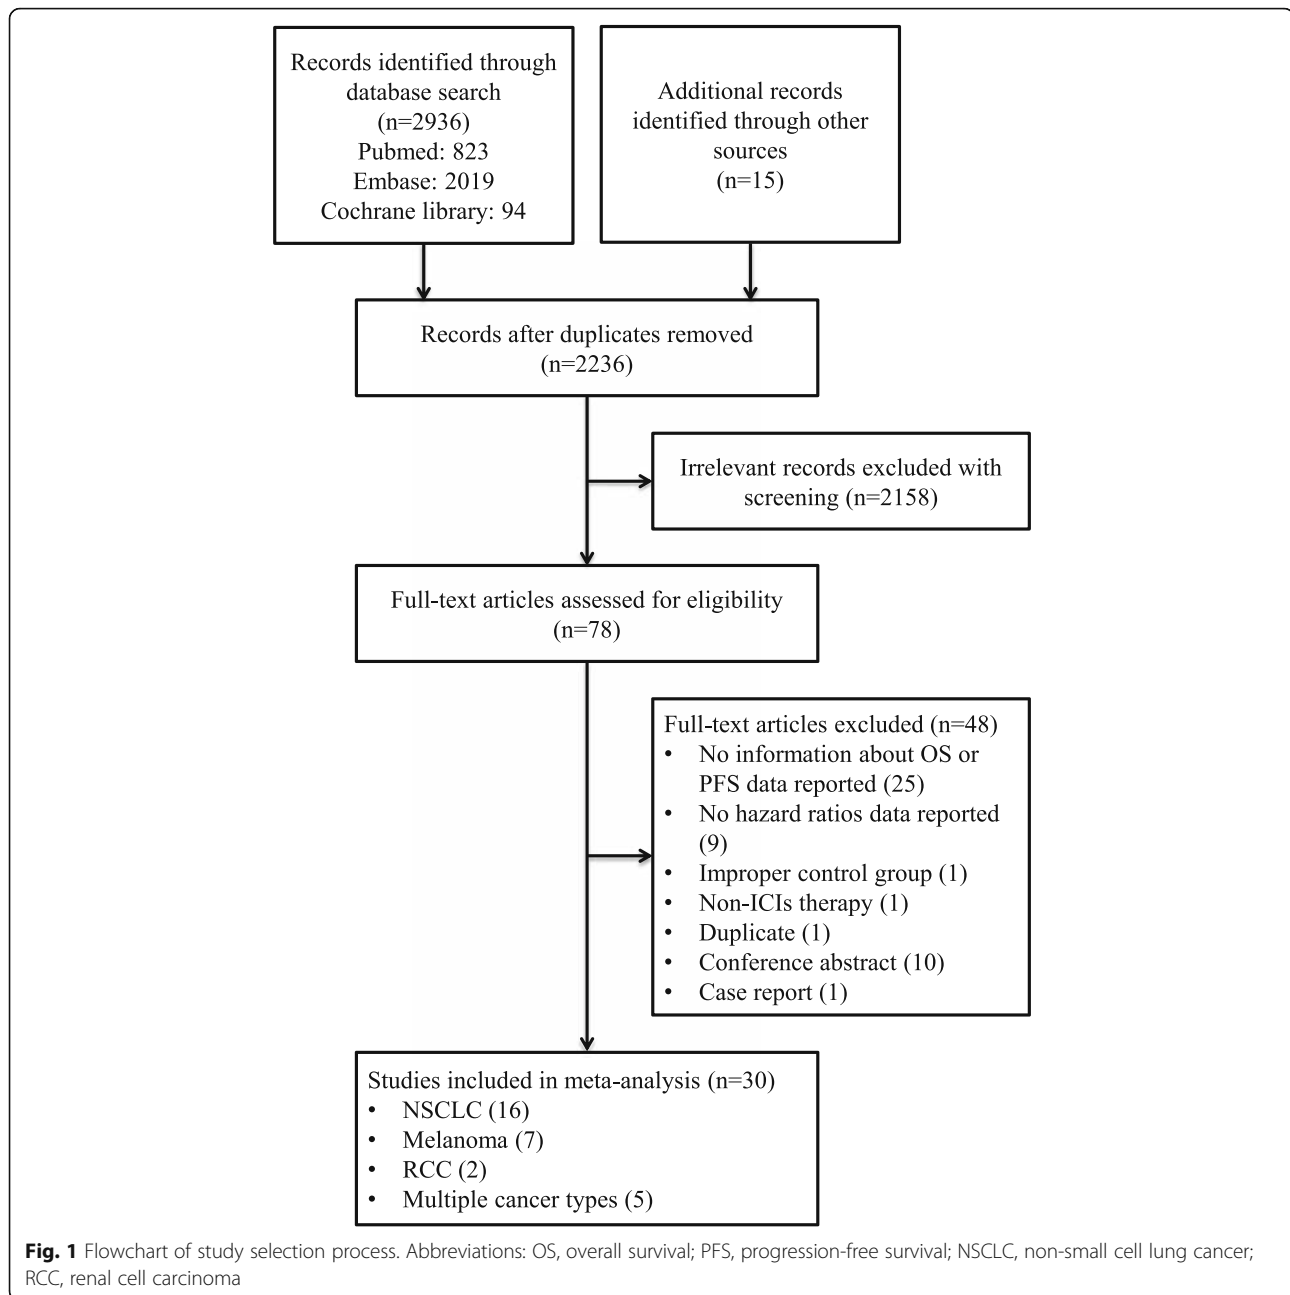 Records identified through
database search
(n=2936)
Pubmed: 823
Embase: 2019
Cochrane library: 94
Additional records
identified through other
sources
(n=15)
Records after duplicates removed
(n=2236)
Irrelevant records excluded with
screening (n=2158)
Full-text articles assessed for eligibility
(n=78)
Full-text articles excluded (n=48)
• No information about OS or
PFS data reported (25)
• No hazard ratios data reported
(9)
• Improper control group (1)
• Non-ICIs therapy (1)
• Duplicate (1)
• Conference abstract (10)
• Case report (1)
Studies included in meta-analysis (n=30)
• NSCLC (16)
• Melanoma (7)
• RCC (2)
• Multiple cancer types (5)
Fig. 1 Flowchart of study selection process. Abbreviations: OS, overall survival; PFS, progression-free survival; NSCLC, non-small cell lung cancer;
RCC, renal cell carcinoma